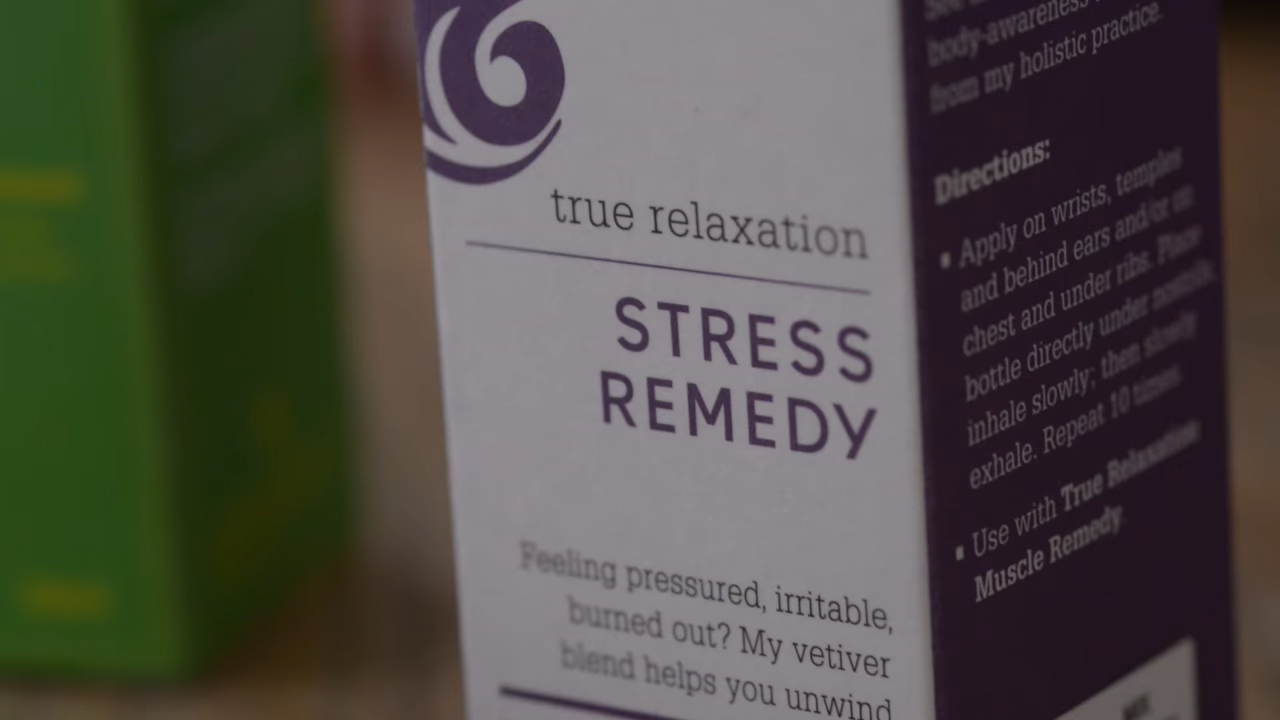 true relaxation
STRESS
REMEDY
Feeling pressured, irritable,
burned out? My vetiver
blend helps you unwind
body-awareness
from my holistic practice.
Directions:
▪ Apply on wrists, temples
and behind ears and/or on
chest and under ribs. Place
bottle directly under nostrils,
inhale slowly; then slowly
exhale. Repeat 10 times.
▪ Use with True Relaxation
Muscle Remedy.